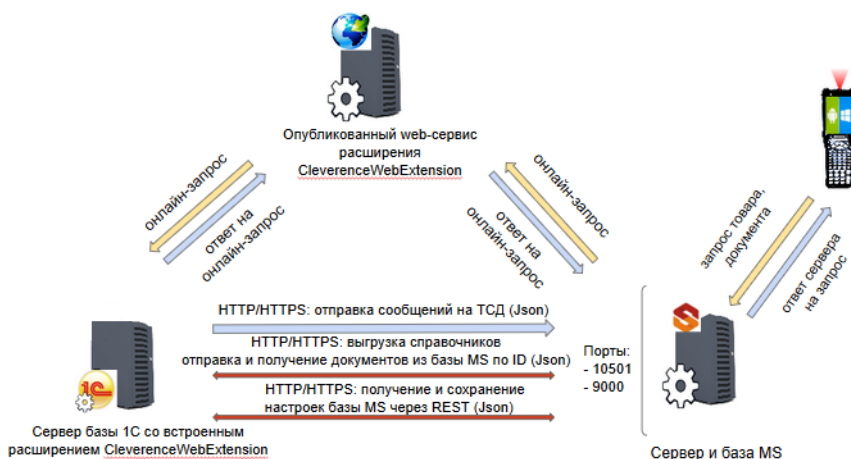 Опубликованный web-сервис
расширения
CleverenceWebExtension
онлайн-запрос
ответ на
онлайн-запрос
онлайн-запрос
ответ на
онлайн-запрос
запрос товара,
документа
ответ сервера
на запрос
HTTP/HTTPS: отправка сообщений на ТСД (Json)
HTTP/HTTPS: выгрузка справочников
отправка и получение документов из базы MS по ID (Json)
HTTP/HTTPS: получение и сохранение
настроек базы MS через REST (Json)
Порты:
- 10501
- 9000
1С
Сервер базы 1С со встроенным
расширением CleverenceWebExtension
Сервер и база MS